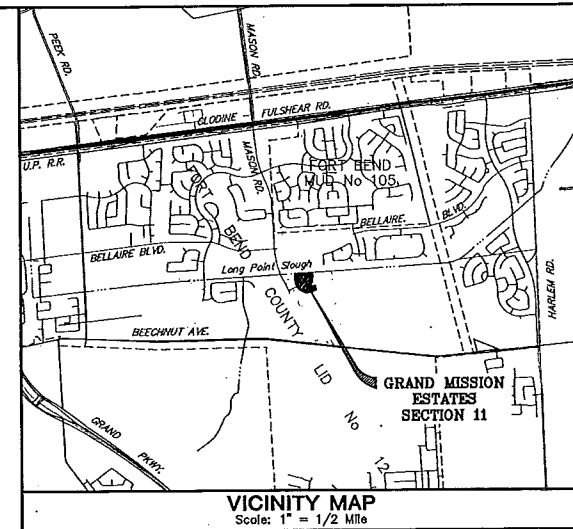 PEEK RD.
MASON RD.
CLODINE - FULSHEAR RD.
U.P. R.R.
MASON RD.
FORT BEND
MUD No 105
FORT BEND COUNTY LID No 12
BELLAIRE BLVD.
BELLAIRE BLVD.
Long Point Slough
HARLEM RD.
BEECHNUT AVE.
GRAND MISSION
ESTATES
SECTION 11
GRAND PKWY.
VICINITY MAP
Scale: 1" = 1/2 Mile